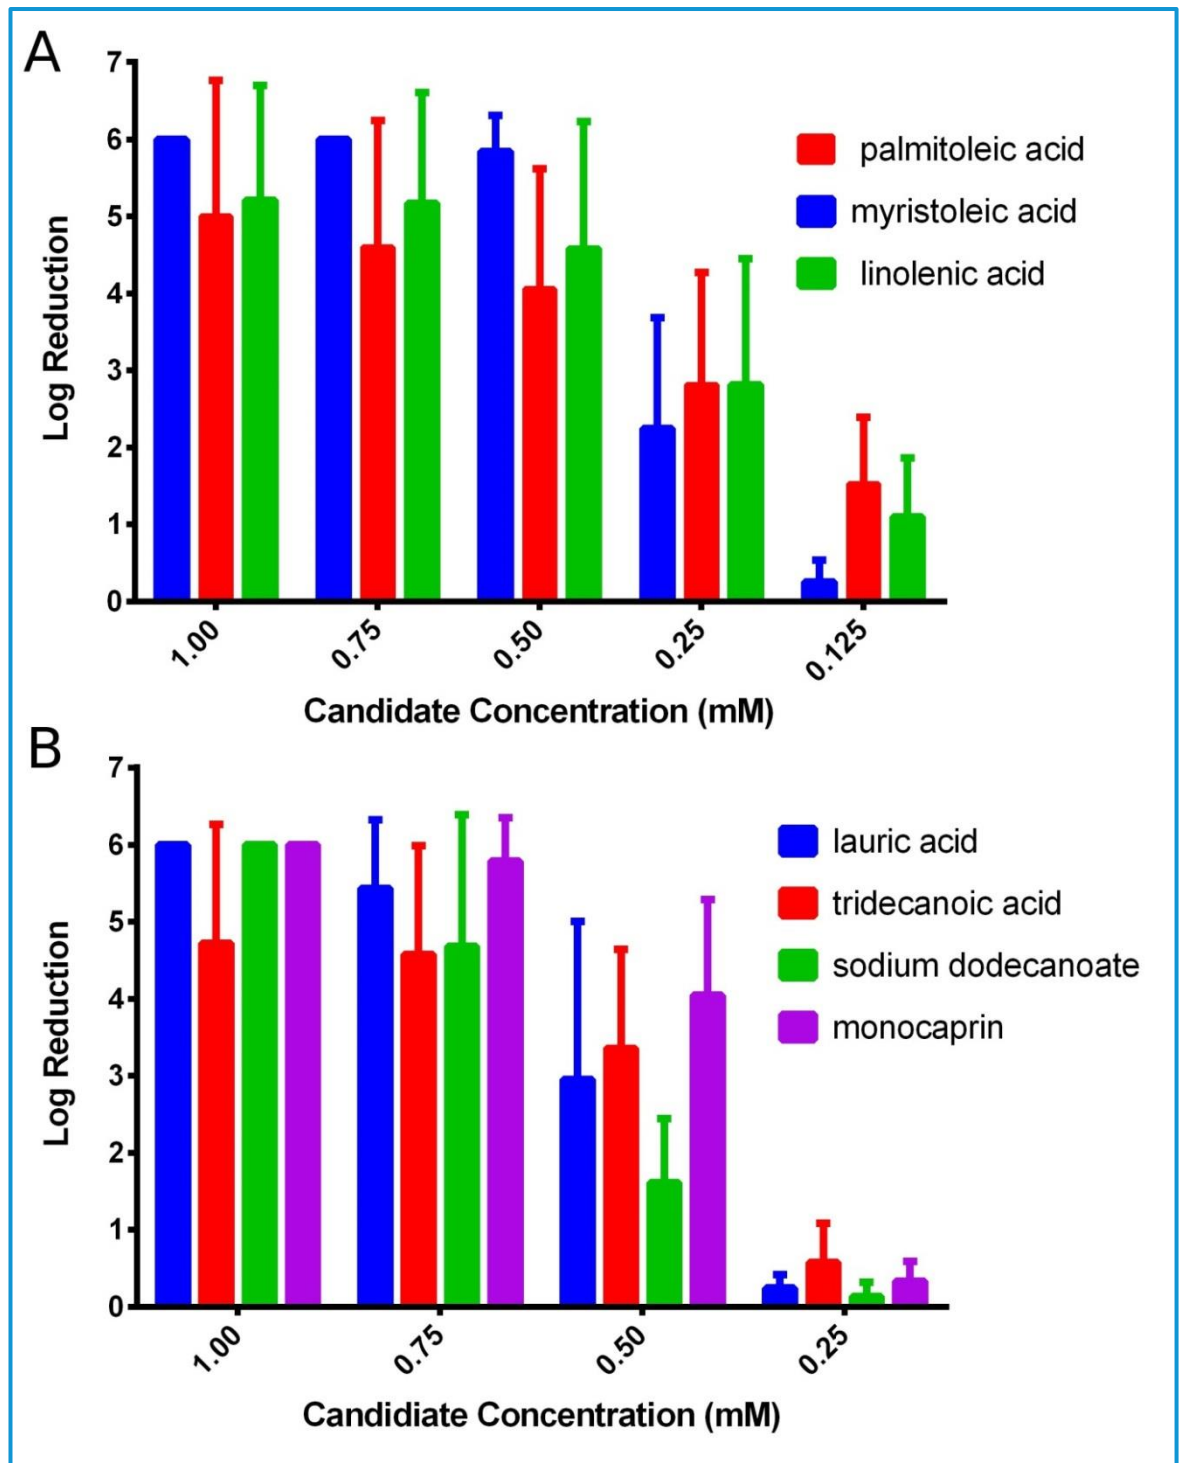 A
7
6
5
4
3
2
1
0
Log Reduction
palmitoleic acid
myristoleic acid
linolenic acid
1.00
0.75
0.50
0.25
0.125
Candidate Concentration (mM)
B
7
6
5
4
3
2
1
0
Log Reduction
lauric acid
tridecanoic acid
sodium dodecanoate
monocaprin
1.00
0.75
0.50
0.25
Candidiate Concentration (mM)